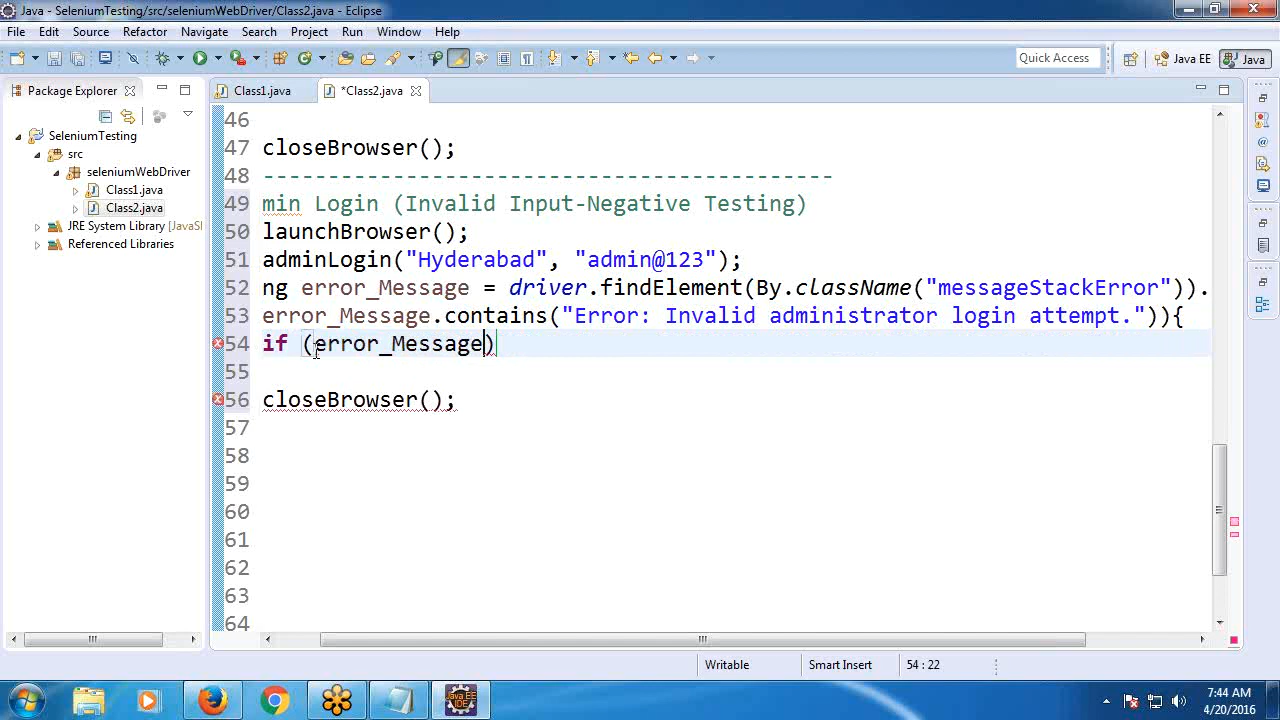 Java - SeleniumTesting/src/seleniumWebDriver/Class2.java - Eclipse
File Edit Source Refactor Navigate Search Project Run Window Help
Quick Access Java EE Java
Package Explorer
SeleniumTesting
src
seleniumWebDriver
Class1.java
Class2.java
JRE System Library [JavaSE
Referenced Libraries
Class1.java *Class2.java
46
47 closeBrowser();
48 --------------------------------------------
49 min Login (Invalid Input-Negative Testing)
50 launchBrowser();
51 adminLogin("Hyderabad", "admin@123");
52 ng error_Message = driver.findElement(By.className("messageStackError")).
53 error_Message.contains("Error: Invalid administrator login attempt.")){
54 if (error_Message)
55
56 closeBrowser();
57
58
59
60
61
62
63
64
Writable Smart Insert 54 : 22
Java EE
IDE
7:44 AM
4/20/2016